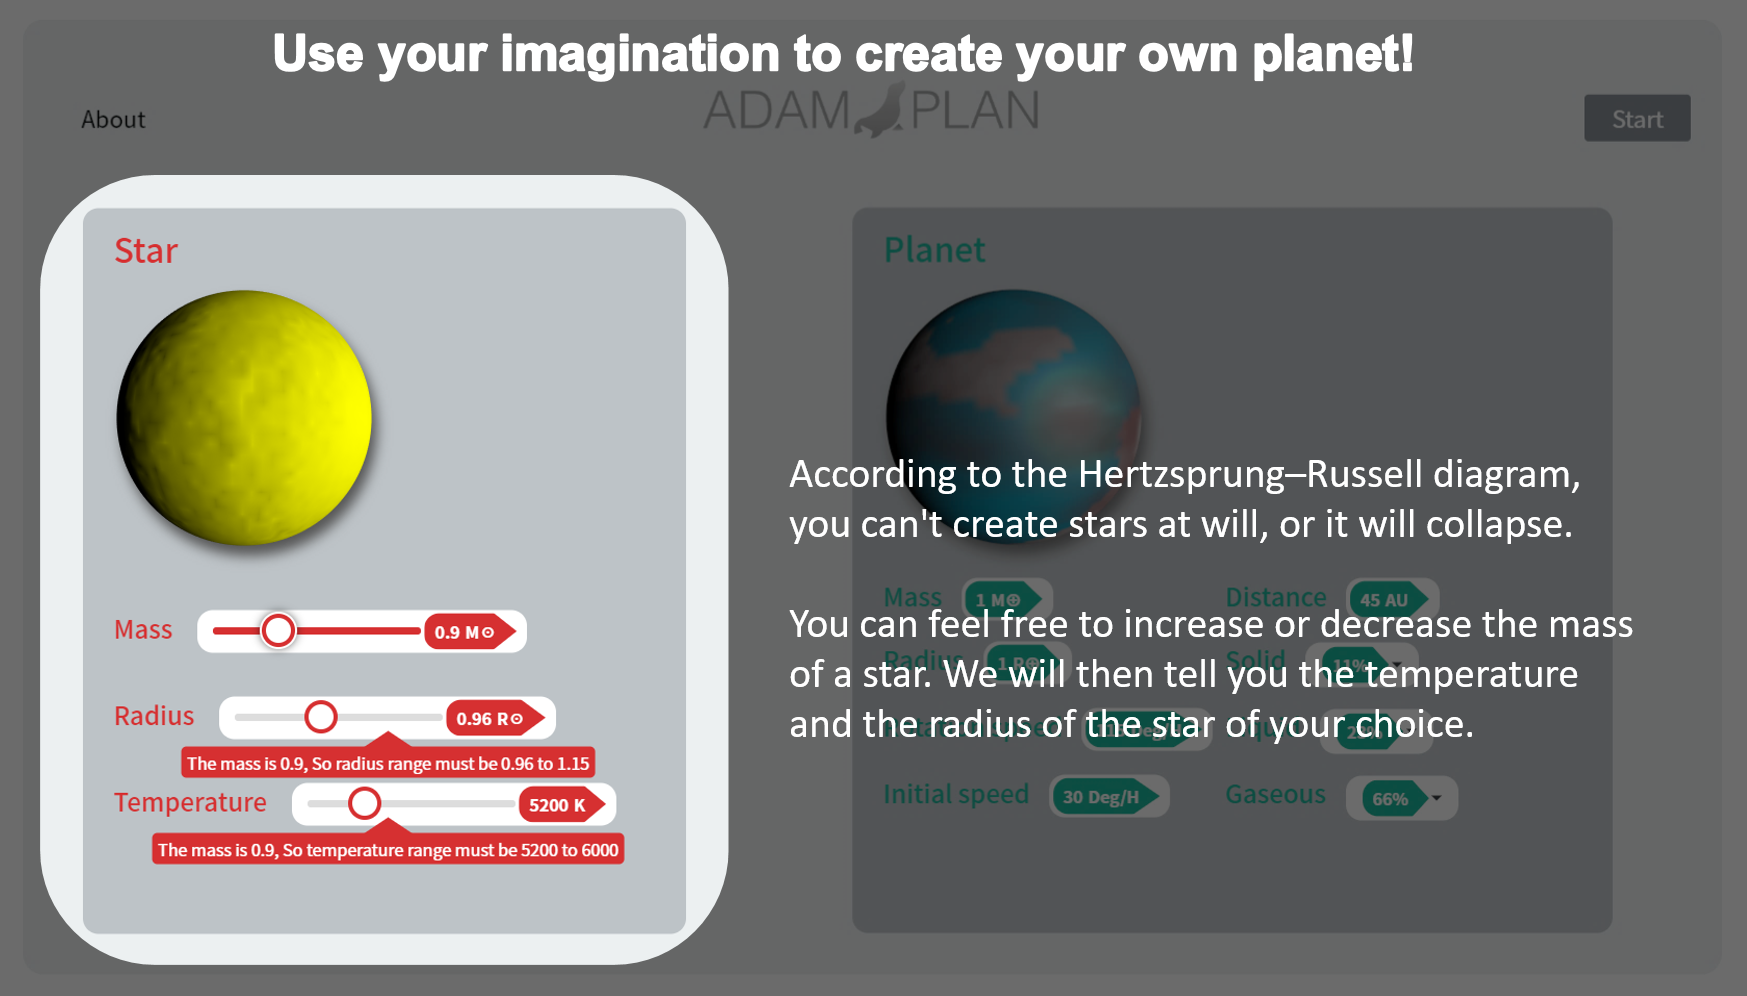 Use your imagination to create your own planet!
About
ADAM PLAN
Start
Star
Planet
According to the Hertzsprung–Russell diagram,
you can't create stars at will, or it will collapse.
Mass 0.9 M⊙
Mass 1 M⊕ Distance 45 AU
You can feel free to increase or decrease the mass
Radius 1 R⊕ Solid 11%
of a star. We will then tell you the temperature
Radius 0.96 R⊙
and the radius of the star of your choice.
The mass is 0.9, So radius range must be 0.96 to 1.15
Temperature 5200 K
Initial speed 30 Deg/H Gaseous 66%
The mass is 0.9, So temperature range must be 5200 to 6000